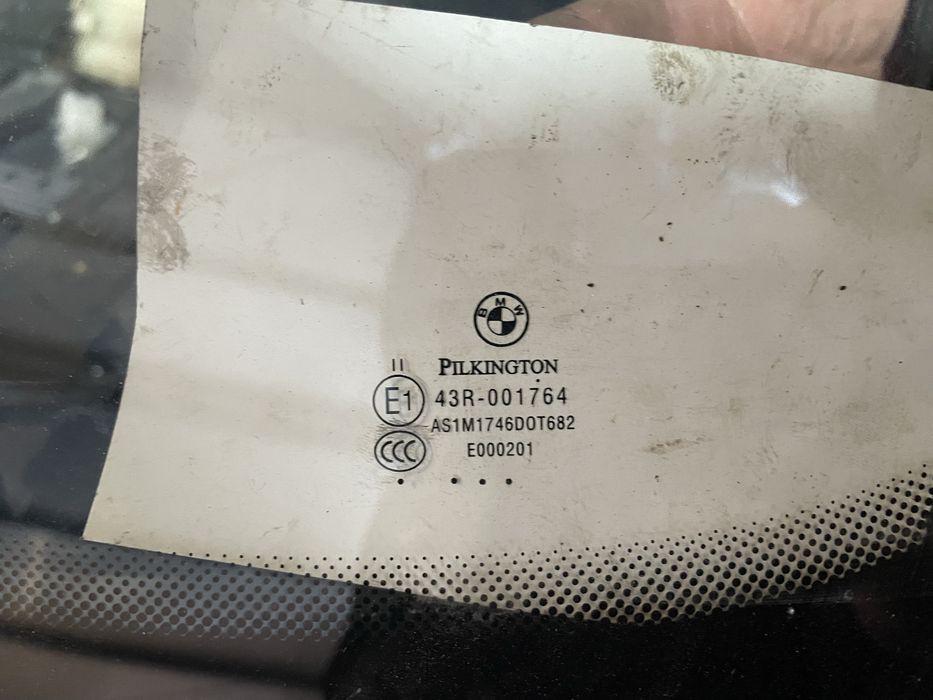 BMW
PILKINGTON
II
E1 43R-001764
AS1M1746DOT682
CCC E000201